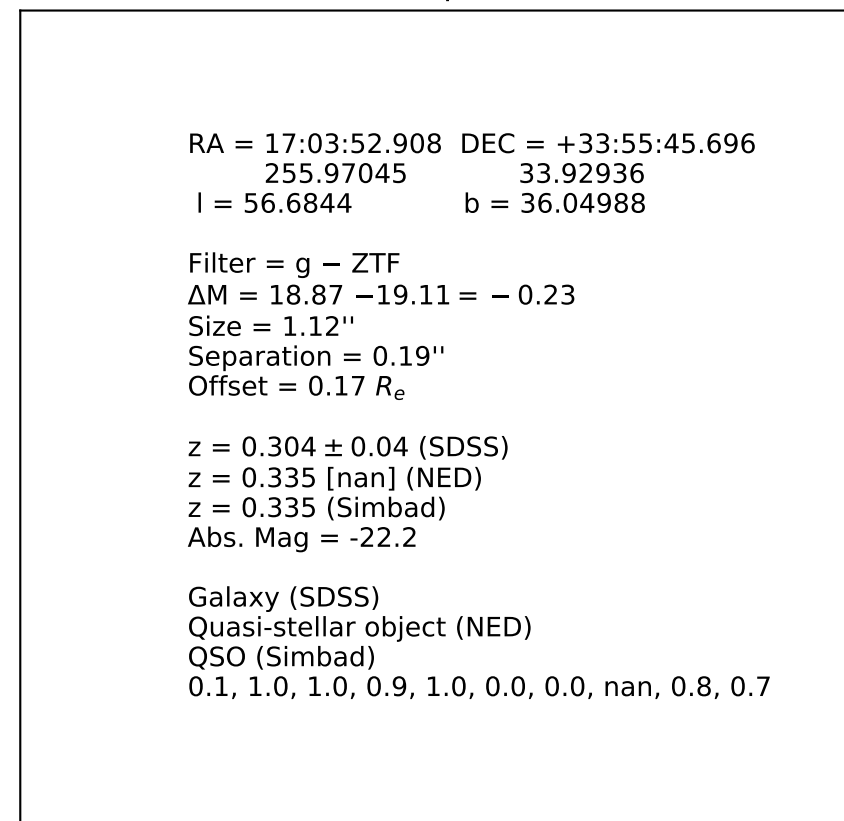 RA = 17:03:52.908 DEC = +33:55:45.696
255.97045 33.92936
l = 56.6844 b = 36.04988
Filter = g − ZTF
ΔM = 18.87 −19.11 = − 0.23
Size = 1.12''
Separation = 0.19''
Offset = 0.17 Re
z = 0.304 ± 0.04 (SDSS)
z = 0.335 [nan] (NED)
z = 0.335 (Simbad)
Abs. Mag = -22.2
Galaxy (SDSS)
Quasi-stellar object (NED)
QSO (Simbad)
0.1, 1.0, 1.0, 0.9, 1.0, 0.0, 0.0, nan, 0.8, 0.7